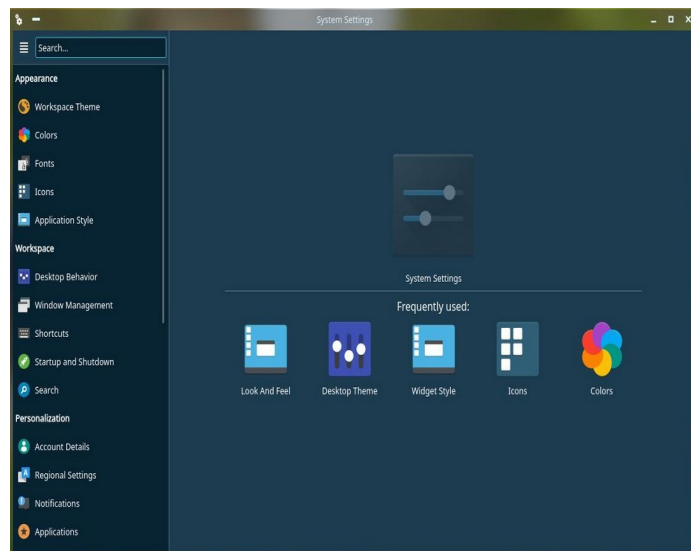 System Settings
Search...
Appearance
Workspace Theme
Colors
Fonts
Icons
Application Style
Workspace
Desktop Behavior
Window Management
Shortcuts
Startup and Shutdown
Search
Personalization
Account Details
Regional Settings
Notifications
Applications
System Settings
Frequently used:
Look And Feel
Desktop Theme
Widget Style
Icons
Colors